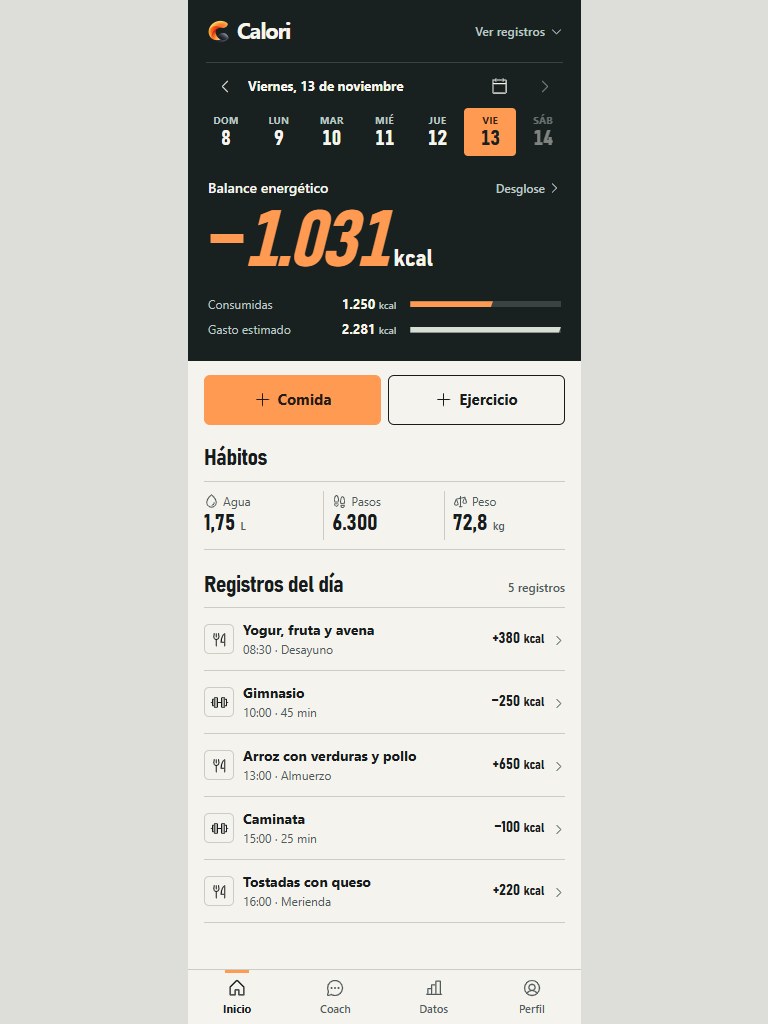 Calori
Ver registros
Viernes, 13 de noviembre
DOM LUN MAR MIÉ JUE VIE SÁB
8 9 10 11 12 13 14
Balance energético
Desglose
−1.031 kcal
Consumidas 1.250 kcal
Gasto estimado 2.281 kcal
+ Comida
+ Ejercicio
Hábitos
Agua Pasos Peso
1,75 L 6.300 72,8 kg
Registros del día
5 registros
Yogur, fruta y avena
+380 kcal
08:30 · Desayuno
Gimnasio
−250 kcal
10:00 · 45 min
Arroz con verduras y pollo
+650 kcal
13:00 · Almuerzo
Caminata
−100 kcal
15:00 · 25 min
Tostadas con queso
+220 kcal
16:00 · Merienda
Inicio Coach Datos Perfil